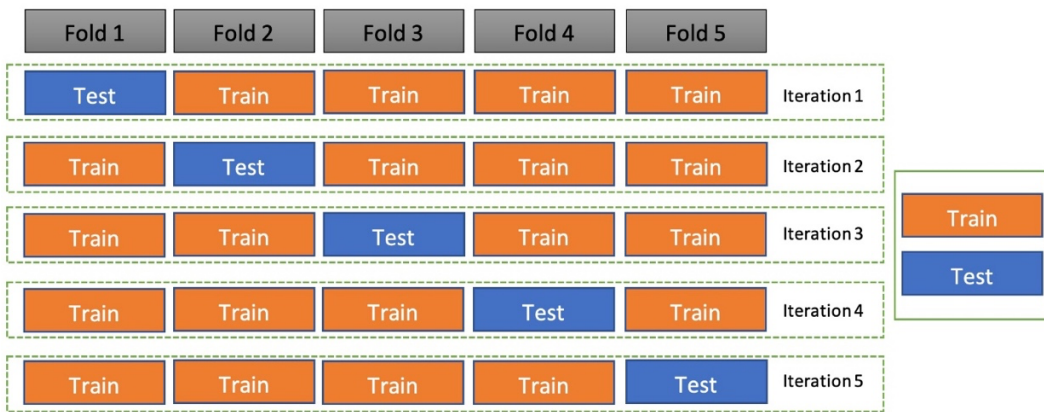 Fold 1 Fold 2 Fold 3 Fold 4 Fold 5
Test Train Train Train Train Iteration 1
Train Test Train Train Train Iteration 2
Train Train Test Train Train Iteration 3
Train Train Train Test Train Iteration 4
Train Train Train Train Test Iteration 5
Train
Test